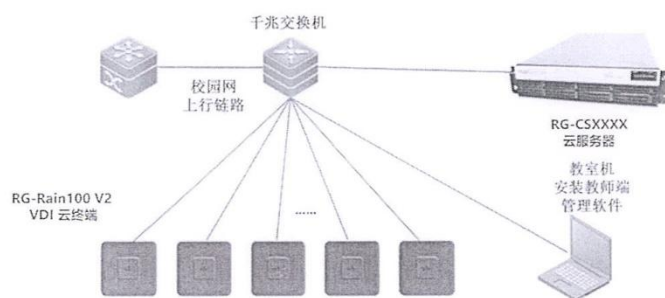 千兆交换机
校园网
上行链路
RG-CSXXXX
云服务器
教室机
安装教师端
管理软件
RG-Rain100 V2
VDI 云终端
……